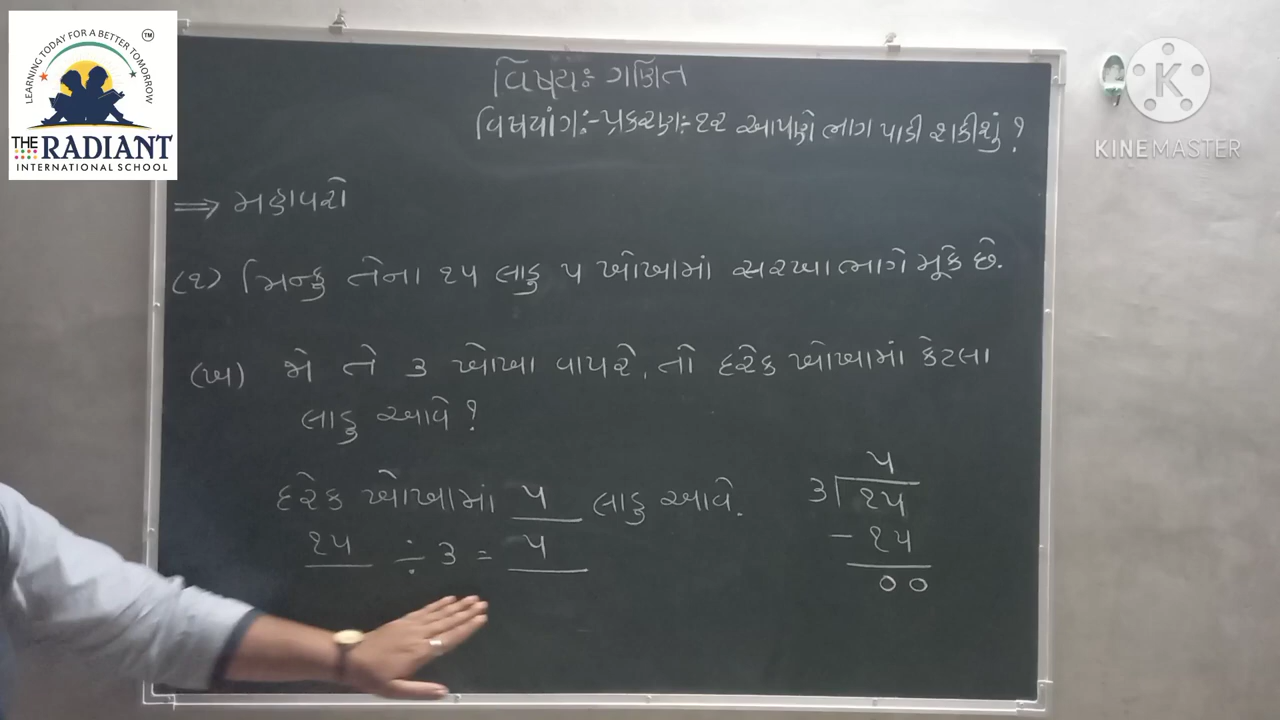 LEARNING TODAY FOR A BETTER TOMORROW
TM
THE RADIANT
INTERNATIONAL SCHOOL
KINEMASTER
વિષયઃ ગણિત
વિષયાંગઃ- પ્રકરણઃ-૧૨ આપણે ભાગ પાડી શકીશું ?
⇒ મહાવરો
(૧) મિન્કુ તેના ૧૫ લાડુ ૫ ખોખામાં સરખા ભાગે મૂકે છે.
(ખ) જો તે ૩ ખોખા વાપરે, તો દરેક ખોખામાં કેટલા
લાડુ આવે ?
દરેક ખોખામાં ૫ લાડુ આવે.
૧૫ ÷ ૩ = ૫
૫
૩ ૧૫
- ૧૫
૦૦